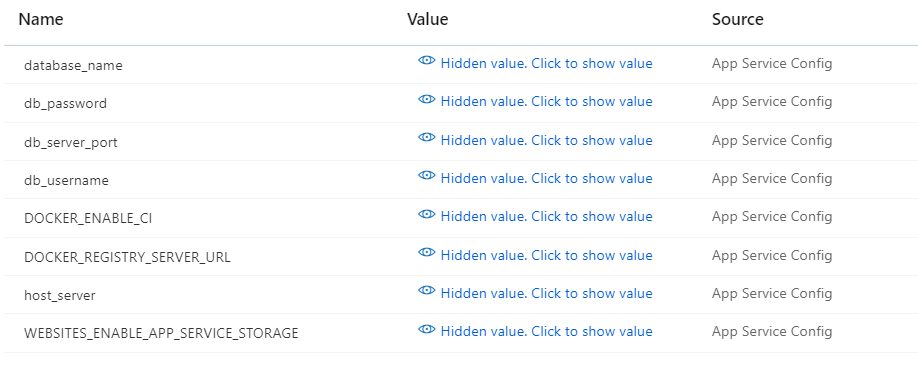 Name Value Source
database_name Hidden value. Click to show value App Service Config
db_password Hidden value. Click to show value App Service Config
db_server_port Hidden value. Click to show value App Service Config
db_username Hidden value. Click to show value App Service Config
DOCKER_ENABLE_CI Hidden value. Click to show value App Service Config
DOCKER_REGISTRY_SERVER_URL Hidden value. Click to show value App Service Config
host_server Hidden value. Click to show value App Service Config
WEBSITES_ENABLE_APP_SERVICE_STORAGE Hidden value. Click to show value App Service Config